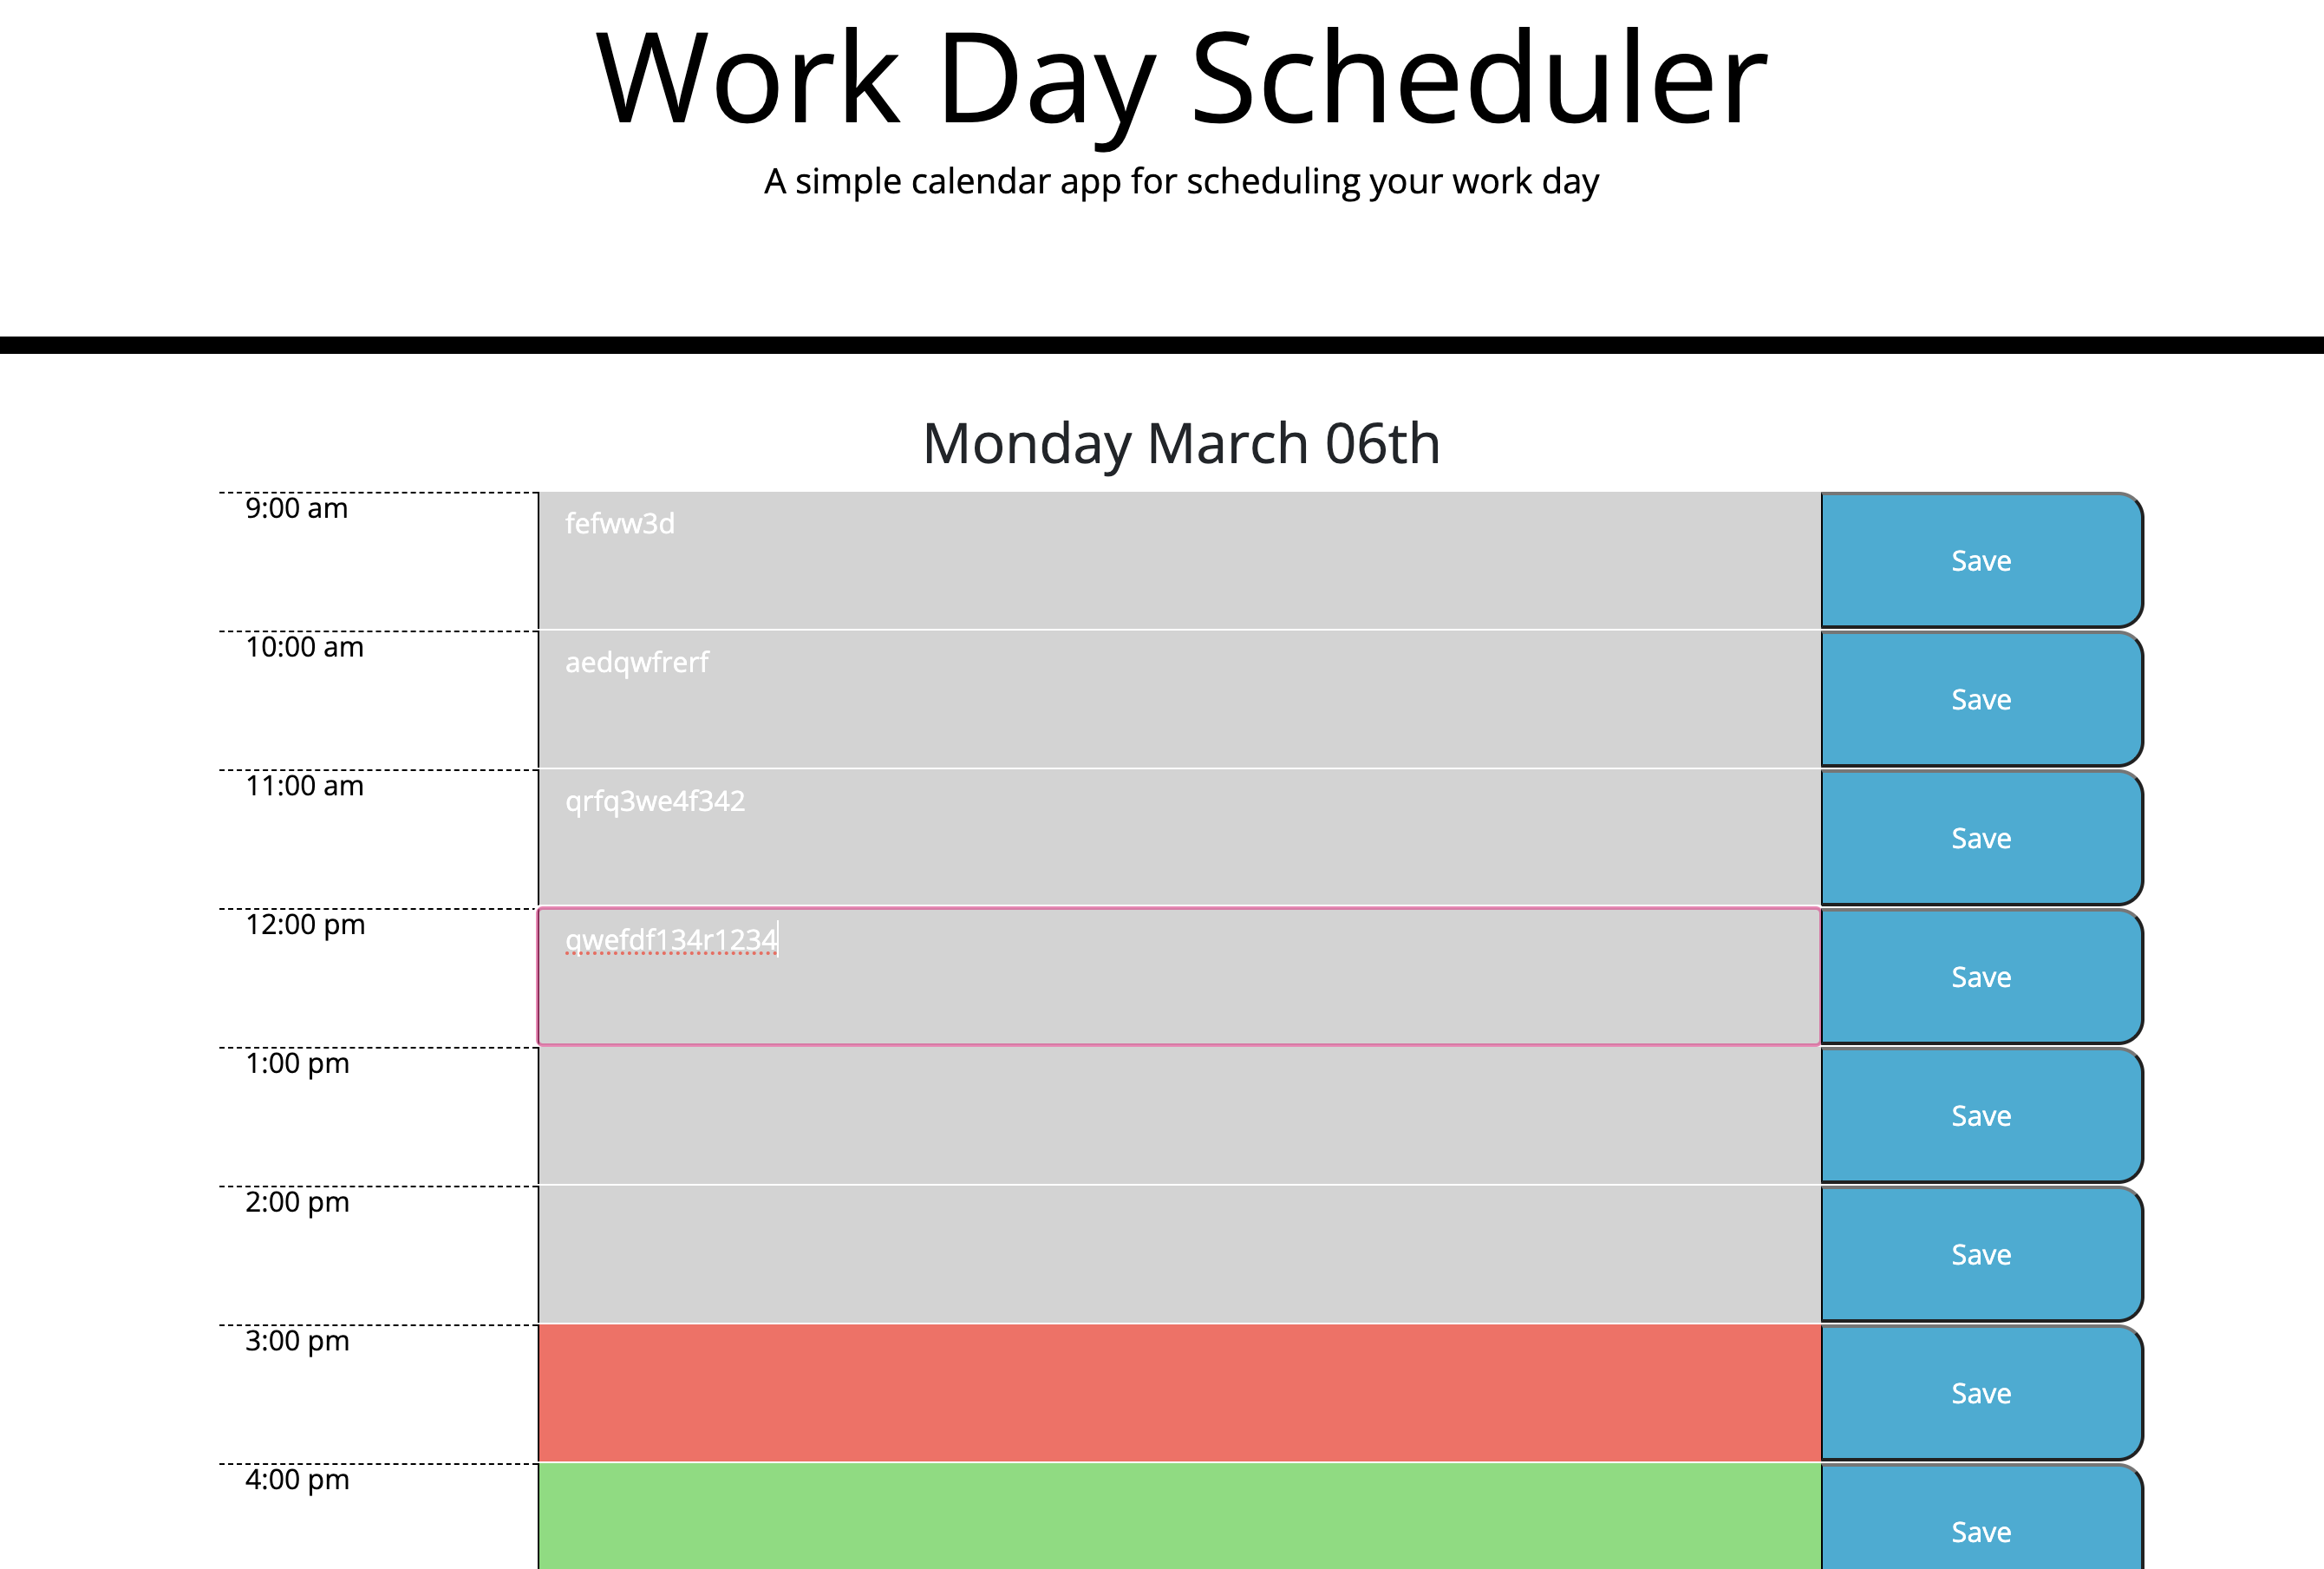 Work Day Scheduler
A simple calendar app for scheduling your work day
Monday March 06th
9:00 am fefww3d Save
10:00 am aedqwfrerf Save
11:00 am qrfq3we4f342 Save
12:00 pm qwefdf134r1234 Save
1:00 pm Save
2:00 pm Save
3:00 pm Save
4:00 pm Save